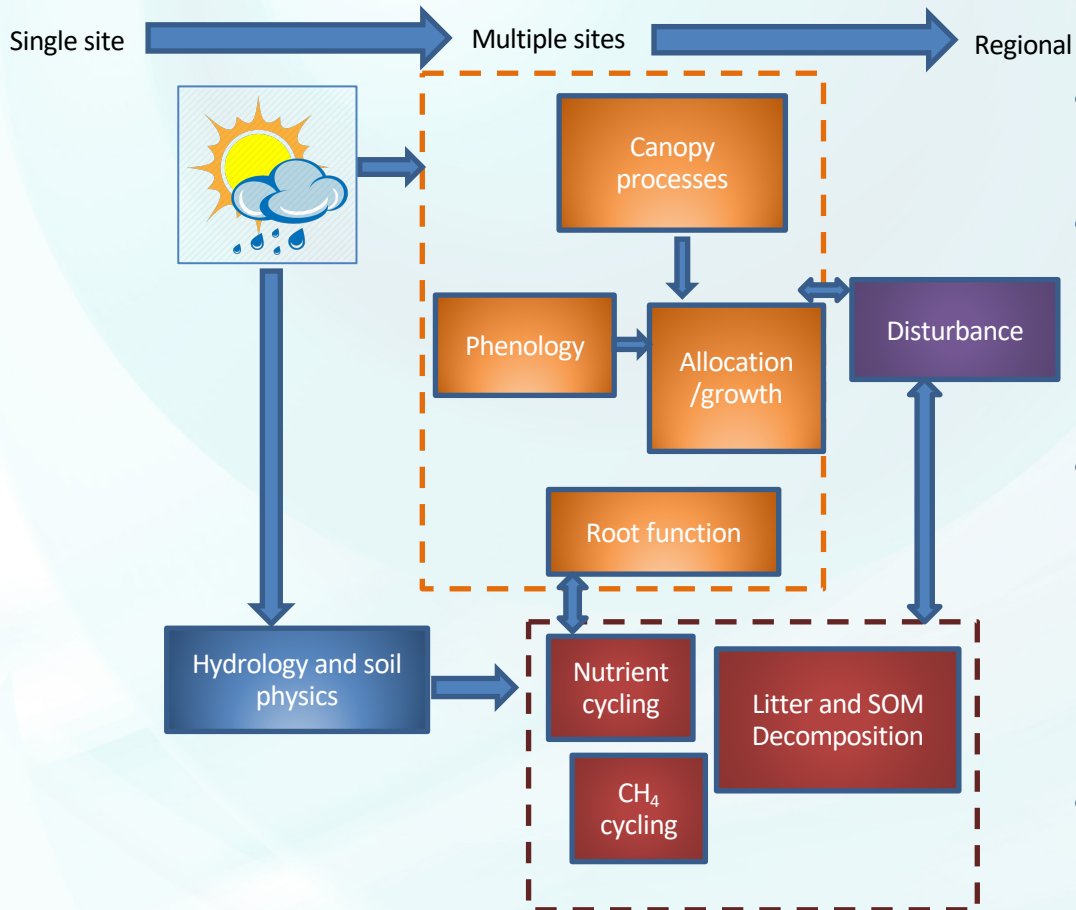 Single site
Multiple sites
Regional
Canopy
processes
Phenology
Allocation
/growth
Disturbance
Root function
Hydrology and soil
physics
Nutrient
cycling
Litter and SOM
Decomposition
CH₄
cycling